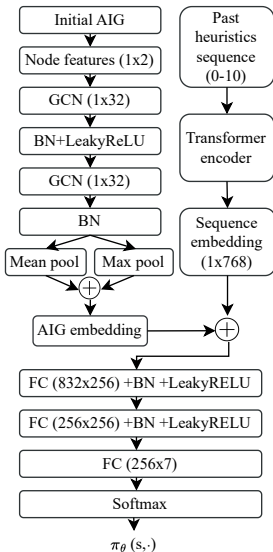 Initial AIG
Node features (1x2)
GCN (1x32)
BN+LeakyReLU
GCN (1x32)
BN
Mean pool
Max pool
+
AIG embedding
Past
heuristics
sequence
(0-10)
Transformer
encoder
Sequence
embedding
(1x768)
+
FC (832x256) +BN +LeakyRELU
FC (256x256) +BN +LeakyRELU
FC (256x7)
Softmax
π_θ (s,·)